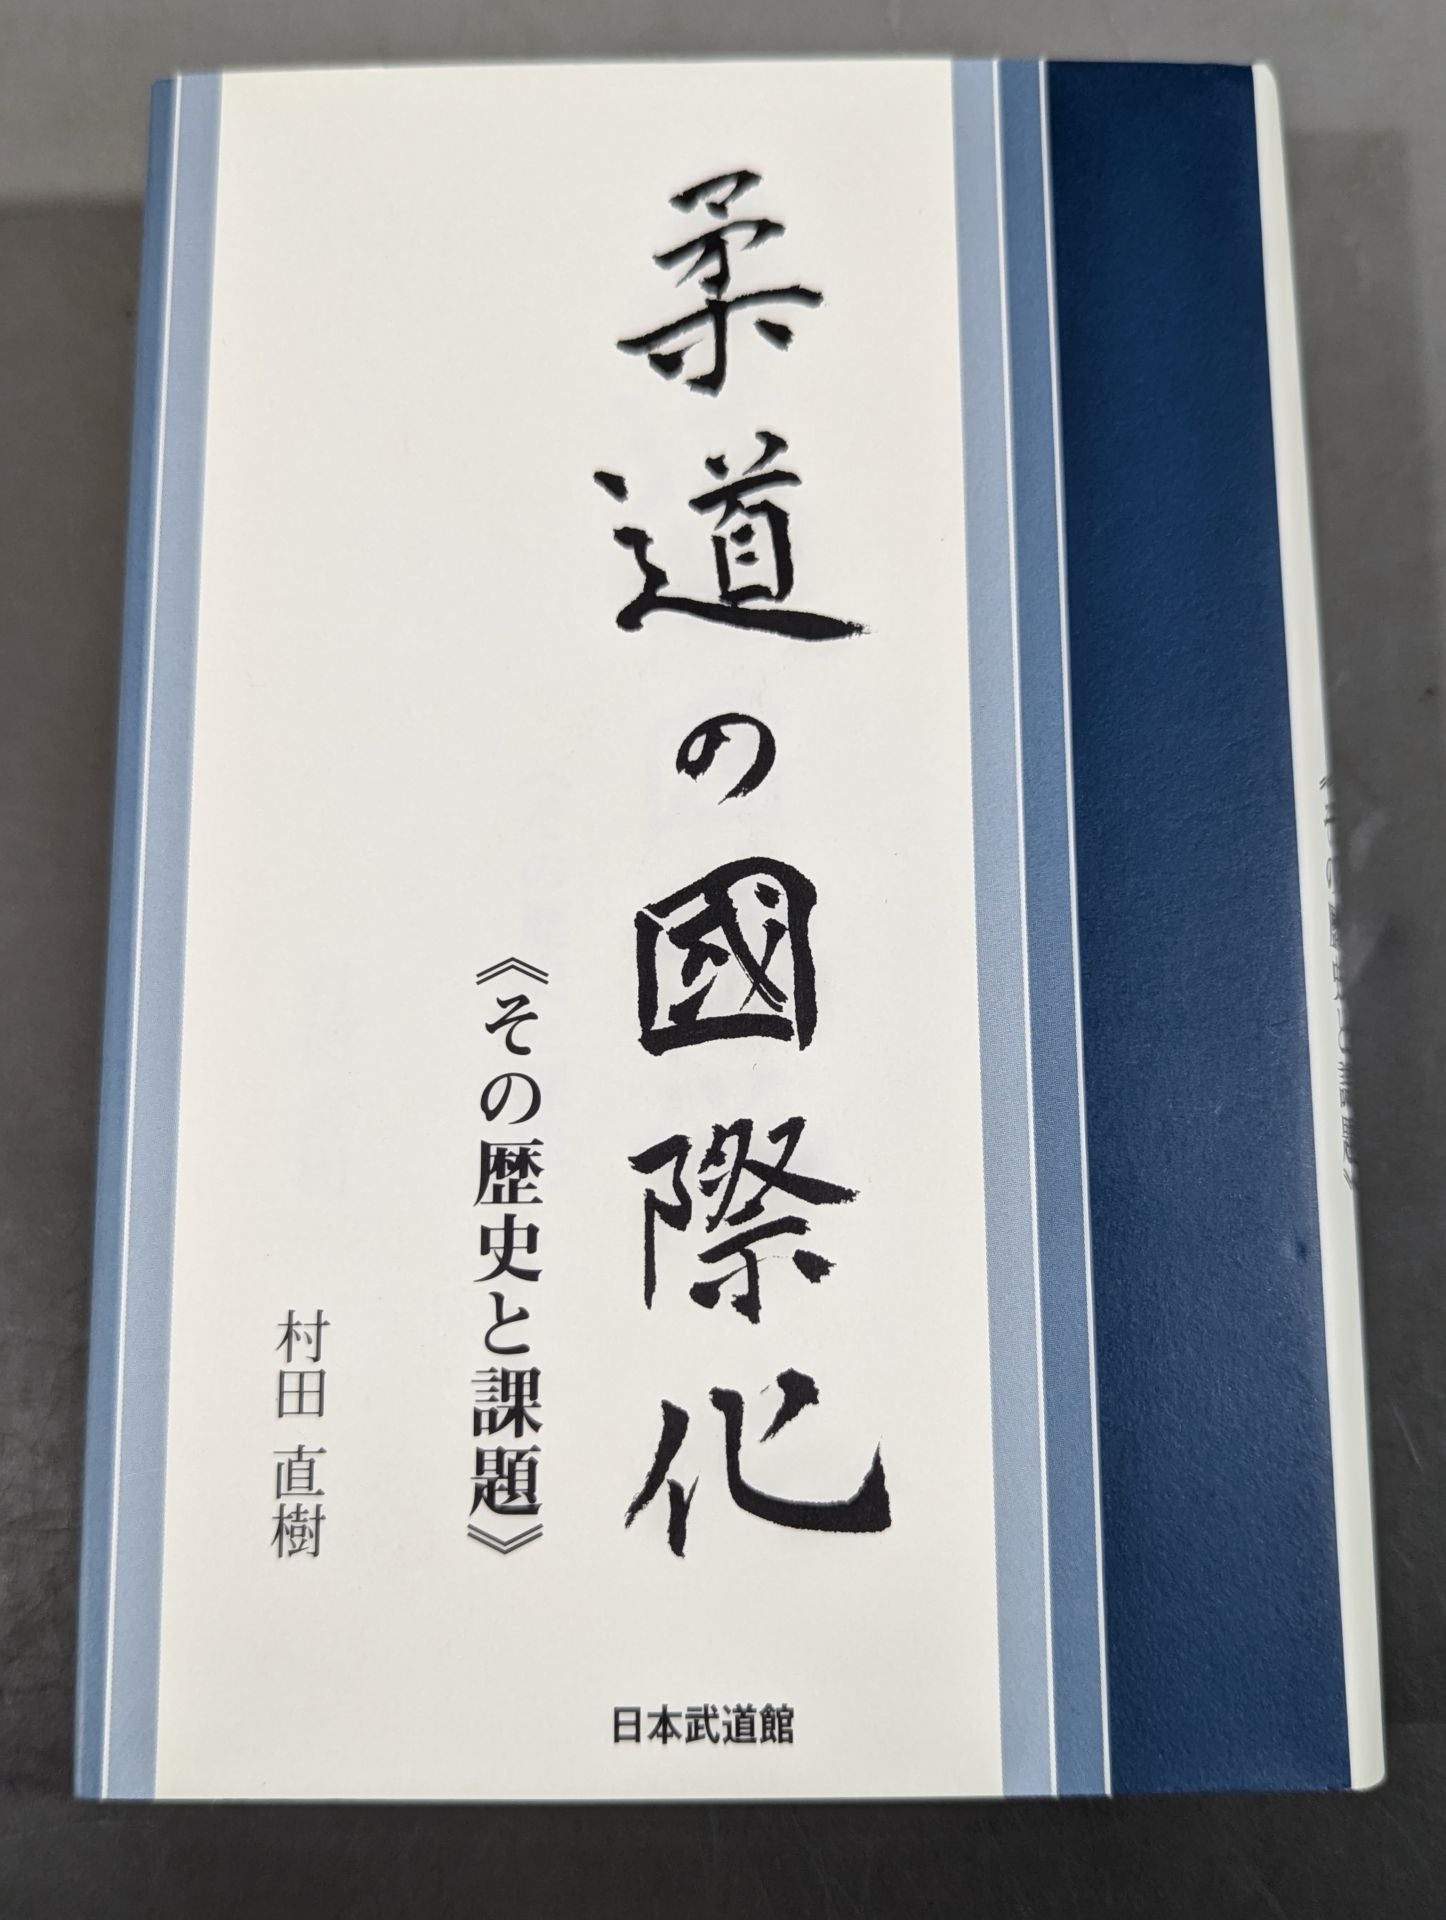 柔道の國際化
《その歴史と課題》
村田 直樹
日本武道館